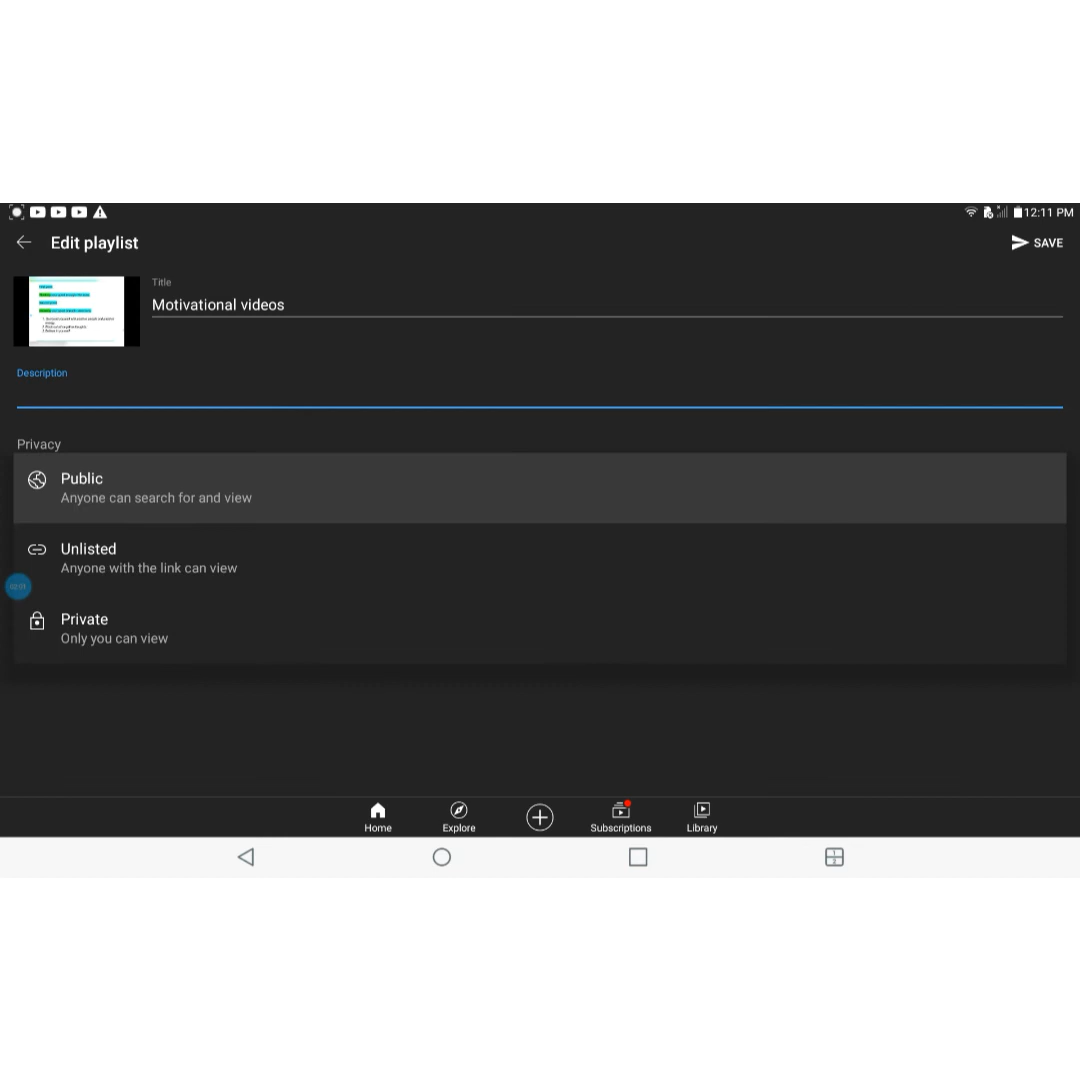 12:11 PM
Edit playlist
SAVE
Title
Motivational videos
Description
Privacy
Public
Anyone can search for and view
Unlisted
Anyone with the link can view
Private
Only you can view
Home
Explore
Subscriptions
Library